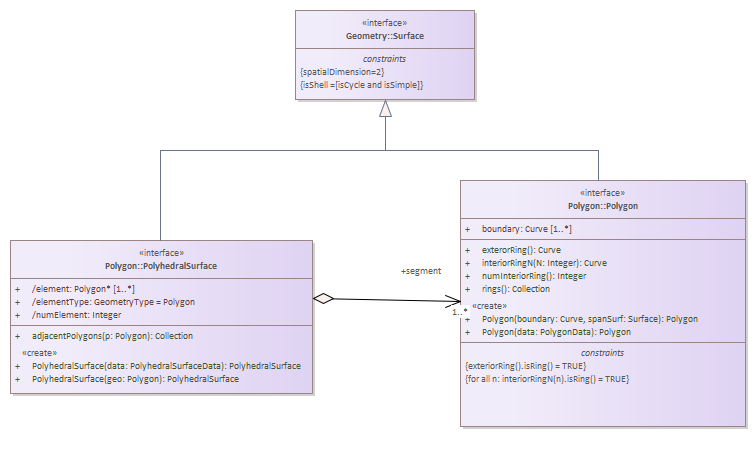 «interface»
Geometry::Surface
constraints
{spatialDimension=2}
{isShell =[isCycle and isSimple]}
«interface»
Polygon::Polygon
+ boundary: Curve [1..*]
+ exterorRing(): Curve
+ interiorRingN(N: Integer): Curve
+ numInteriorRing(): Integer
+ rings(): Collection
«create»
+ Polygon(boundary: Curve, spanSurf: Surface): Polygon
+ Polygon(data: PolygonData): Polygon
constraints
{exteriorRing().isRing() = TRUE}
{for all n: interiorRingN(n).isRing() = TRUE}
«interface»
Polygon::PolyhedralSurface
+ /element: Polygon* [1..*]
+ /elementType: GeometryType = Polygon
+ /numElement: Integer
+ adjacentPolygons(p: Polygon): Collection
«create»
+ PolyhedralSurface(data: PolyhedralSurfaceData): PolyhedralSurface
+ PolyhedralSurface(geo: Polygon): PolyhedralSurface
+segment
1..*